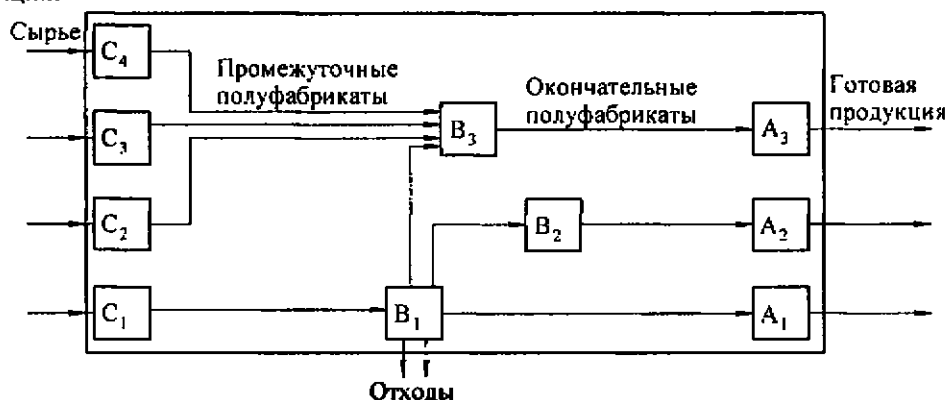 Сырье
C₄
Промежуточные
полуфабрикаты
Окончательные
полуфабрикаты
Готовая
продукция
C₃
B₃
A₃
C₂
B₂
A₂
C₁
B₁
A₁
Отходы